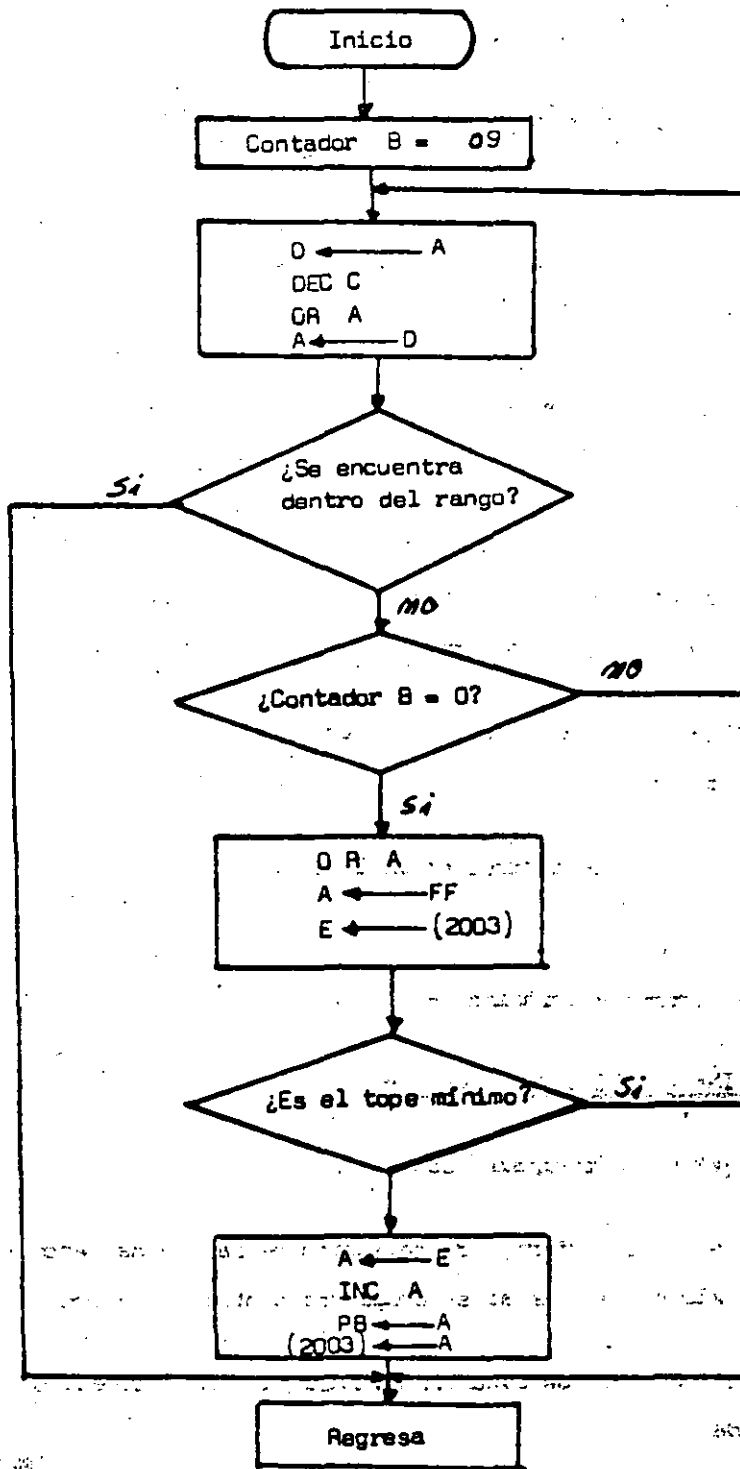 Inicio
Contador B = 09
D ← A
DEC C
OR A
A ← D
¿Se encuentra
dentro del rango?
Si
no
¿Contador B = 0?
no
Si
O R A
A ← FF
E ← (2003)
¿Es el tope mínimo?
Si
A ← E
INC A
PB ← A
(2003) ← A
Regresa